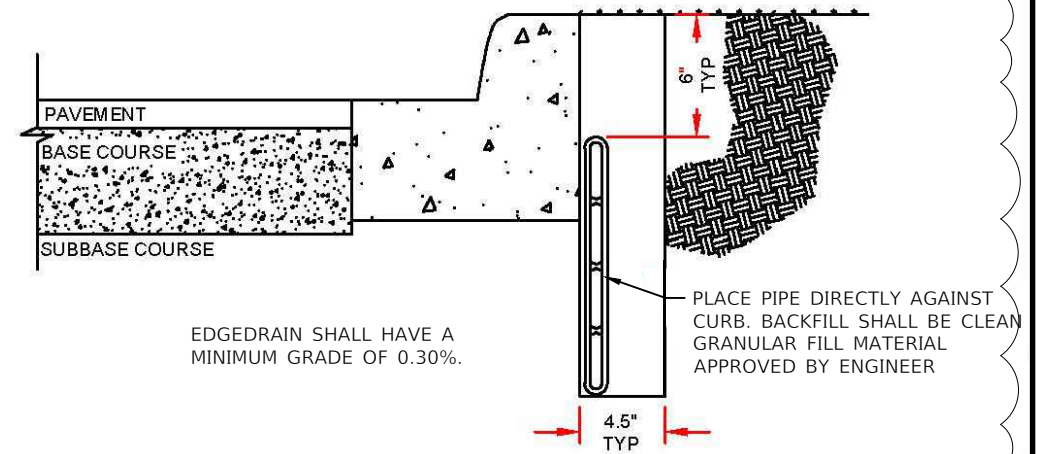 6"
TYP
PAVEMENT
BASE COURSE
SUBBASE COURSE
PLACE PIPE DIRECTLY AGAINST
CURB. BACKFILL SHALL BE CLEAN
GRANULAR FILL MATERIAL
APPROVED BY ENGINEER
EDGEDRAIN SHALL HAVE A
MINIMUM GRADE OF 0.30%.
4.5"
TYP